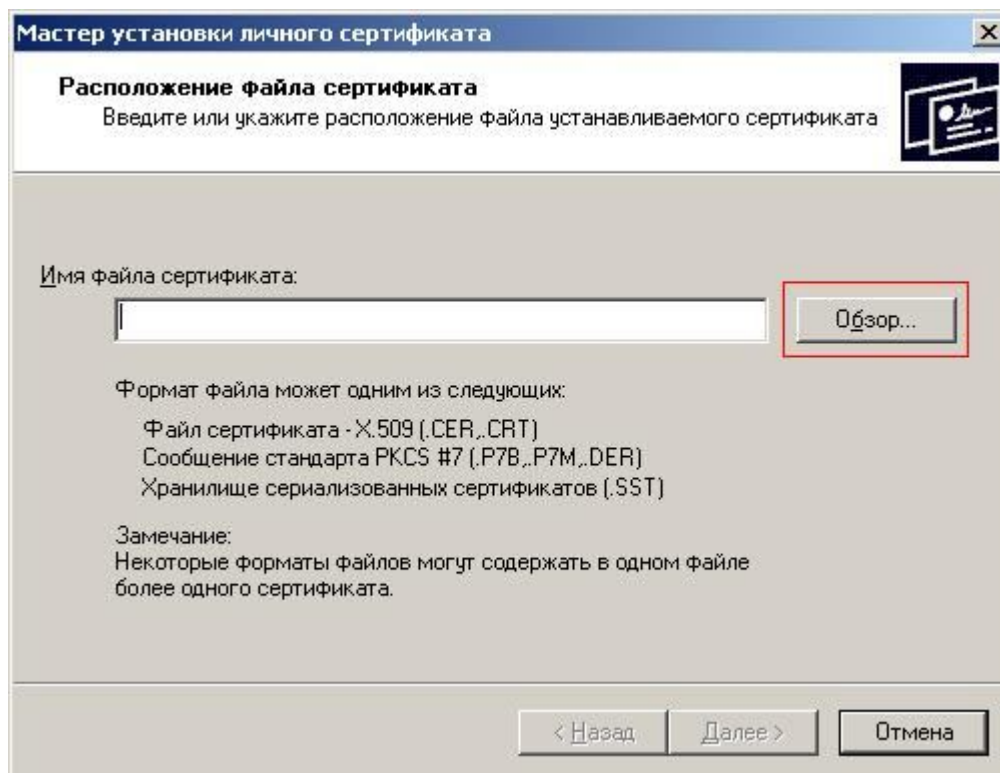 Мастер установки личного сертификата
Расположение файла сертификата
Введите или укажите расположение файла устанавливаемого сертификата
Имя файла сертификата:
Обзор...
Формат файла может одним из следующих:
Файл сертификата - X.509 (.CER,.CRT)
Сообщение стандарта PKCS #7 (.P7B,.P7M,.DER)
Хранилище сериализованных сертификатов (.SST)
Замечание:
Некоторые форматы файлов могут содержать в одном файле
более одного сертификата.
< Назад
Далее >
Отмена